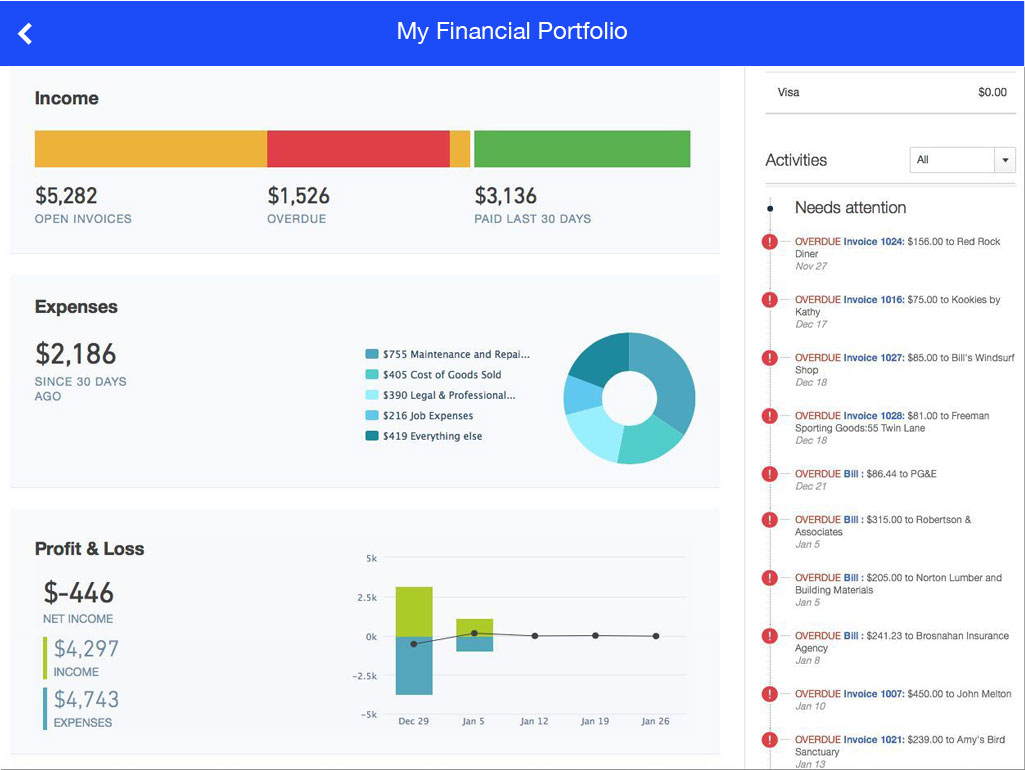 My Financial Portfolio
Income
$5,282
OPEN INVOICES
$1,526
OVERDUE
$3,136
PAID LAST 30 DAYS
Expenses
$2,186
SINCE 30 DAYS
AGO
$755 Maintenance and Repai...
$405 Cost of Goods Sold
$390 Legal & Professional...
$216 Job Expenses
$419 Everything else
Profit & Loss
$-446
NET INCOME
$4,297
INCOME
$4,743
EXPENSES
5k
2.5k
0k
-2.5k
-5k
Dec 29
Jan 5
Jan 12
Jan 19
Jan 26
Visa $0.00
Activities All
Needs attention
OVERDUE Invoice 1024: $156.00 to Red Rock
Diner
Nov 27
OVERDUE Invoice 1016: $75.00 to Kookies by
Kathy
Dec 17
OVERDUE Invoice 1027: $85.00 to Bill's Windsurf
Shop
Dec 18
OVERDUE Invoice 1028: $81.00 to Freeman
Sporting Goods:55 Twin Lane
Dec 18
OVERDUE Bill : $86.44 to PG&E
Dec 21
OVERDUE Bill : $315.00 to Robertson &
Associates
Jan 5
OVERDUE Bill : $205.00 to Norton Lumber and
Building Materials
Jan 5
OVERDUE Bill : $241.23 to Brosnahan Insurance
Agency
Jan 8
OVERDUE Invoice 1007: $450.00 to John Melton
Jan 10
OVERDUE Invoice 1021: $239.00 to Amy's Bird
Sanctuary
Jan 13